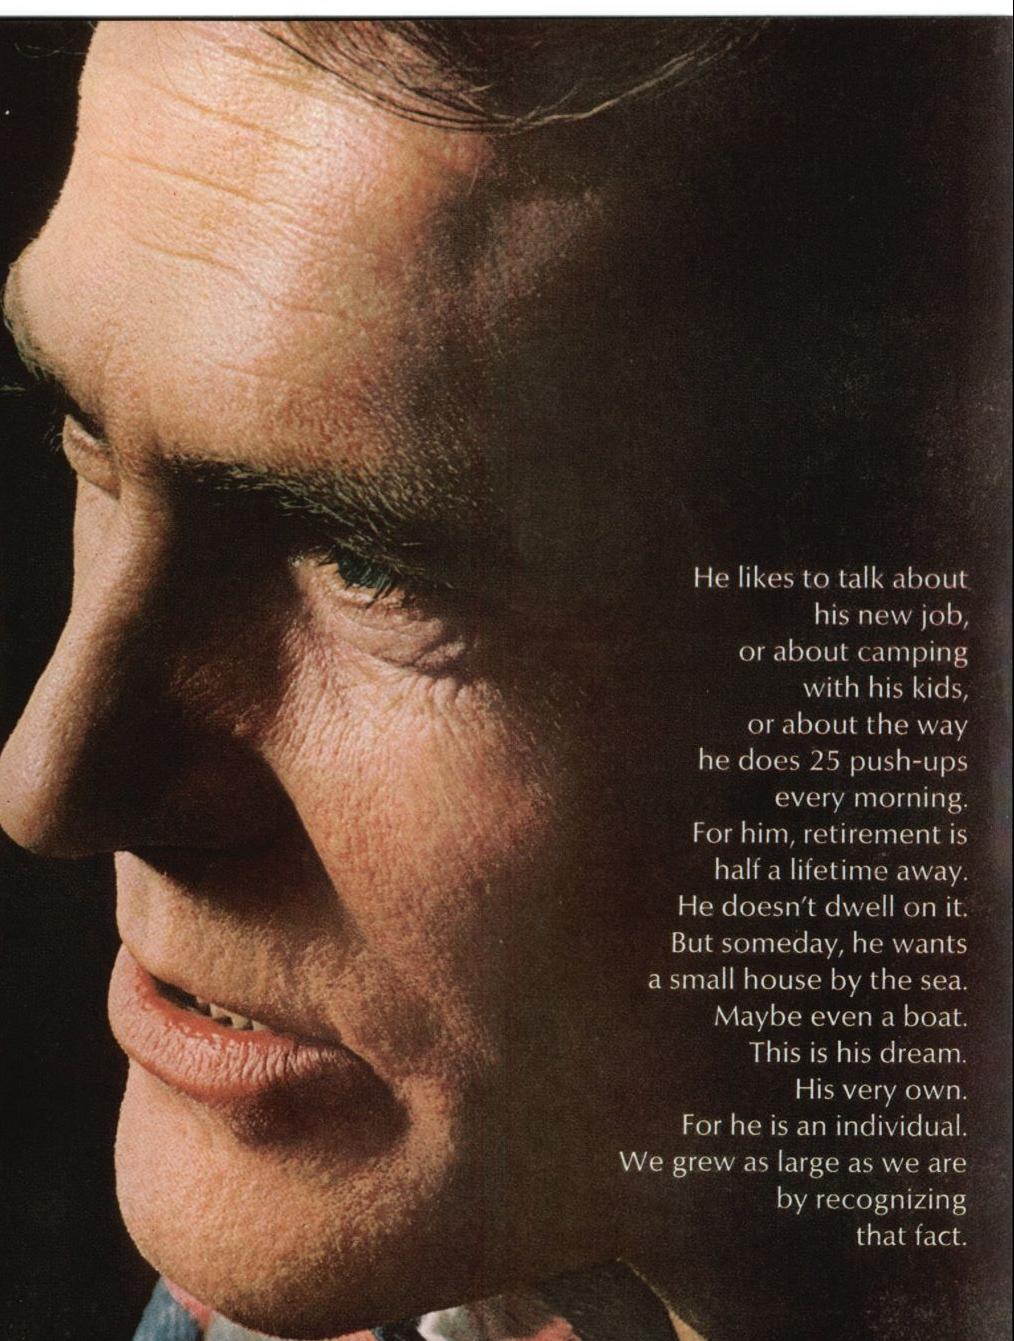 He likes to talk about
his new job,
or about camping
with his kids,
or about the way
he does 25 push-ups
every morning.
For him, retirement is
half a lifetime away.
He doesn't dwell on it.
But someday, he wants
a small house by the sea.
Maybe even a boat.
This is his dream.
His very own.
For he is an individual.
We grew as large as we are
by recognizing
that fact.